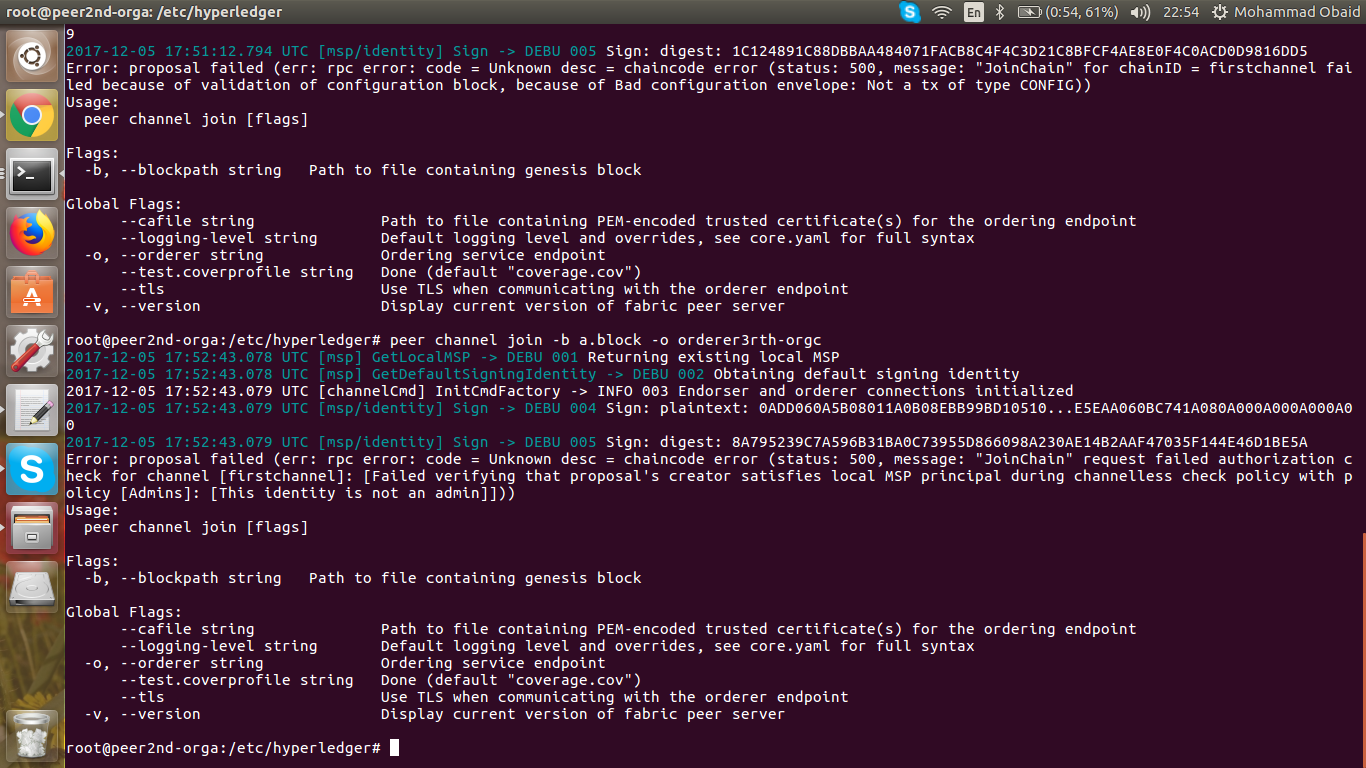 root@peer2nd-orga: /etc/hyperledger
En
(0:54, 61%)
22:54
Mohammad Obaid
9
2017-12-05 17:51:12.794 UTC [msp/identity] Sign -> DEBU 005 Sign: digest: 1C124891C88DBBAA484071FACB8C4F4C3D21C8BFCF4AE8E0F4C0ACD0D9816DD5
Error: proposal failed (err: rpc error: code = Unknown desc = chaincode error (status: 500, message: "JoinChain" for chainID = firstchannel fai
led because of validation of configuration block, because of Bad configuration envelope: Not a tx of type CONFIG))
Usage:
  peer channel join [flags]

Flags:
  -b, --blockpath string   Path to file containing genesis block

Global Flags:
      --cafile string              Path to file containing PEM-encoded trusted certificate(s) for the ordering endpoint
      --logging-level string       Default logging level and overrides, see core.yaml for full syntax
  -o, --orderer string             Ordering service endpoint
      --test.coverprofile string   Done (default "coverage.cov")
      --tls                        Use TLS when communicating with the orderer endpoint
  -v, --version                    Display current version of fabric peer server

root@peer2nd-orga:/etc/hyperledger# peer channel join -b a.block -o orderer3rth-orgc
2017-12-05 17:52:43.078 UTC [msp] GetLocalMSP -> DEBU 001 Returning existing local MSP
2017-12-05 17:52:43.078 UTC [msp] GetDefaultSigningIdentity -> DEBU 002 Obtaining default signing identity
2017-12-05 17:52:43.079 UTC [channelCmd] InitCmdFactory -> INFO 003 Endorser and orderer connections initialized
2017-12-05 17:52:43.079 UTC [msp/identity] Sign -> DEBU 004 Sign: plaintext: 0ADD060A5B08011A0B08EBB99BD10510...E5EAA060BC741A080A000A000A000A0
0
2017-12-05 17:52:43.079 UTC [msp/identity] Sign -> DEBU 005 Sign: digest: 8A795239C7A596B31BA0C73955D866098A230AE14B2AAF47035F144E46D1BE5A
Error: proposal failed (err: rpc error: code = Unknown desc = chaincode error (status: 500, message: "JoinChain" request failed authorization c
heck for channel [firstchannel]: [Failed verifying that proposal's creator satisfies local MSP principal during channelless check policy with p
olicy [Admins]: [This identity is not an admin]]))
Usage:
  peer channel join [flags]

Flags:
  -b, --blockpath string   Path to file containing genesis block

Global Flags:
      --cafile string              Path to file containing PEM-encoded trusted certificate(s) for the ordering endpoint
      --logging-level string       Default logging level and overrides, see core.yaml for full syntax
  -o, --orderer string             Ordering service endpoint
      --test.coverprofile string   Done (default "coverage.cov")
      --tls                        Use TLS when communicating with the orderer endpoint
  -v, --version                    Display current version of fabric peer server

root@peer2nd-orga:/etc/hyperledger#